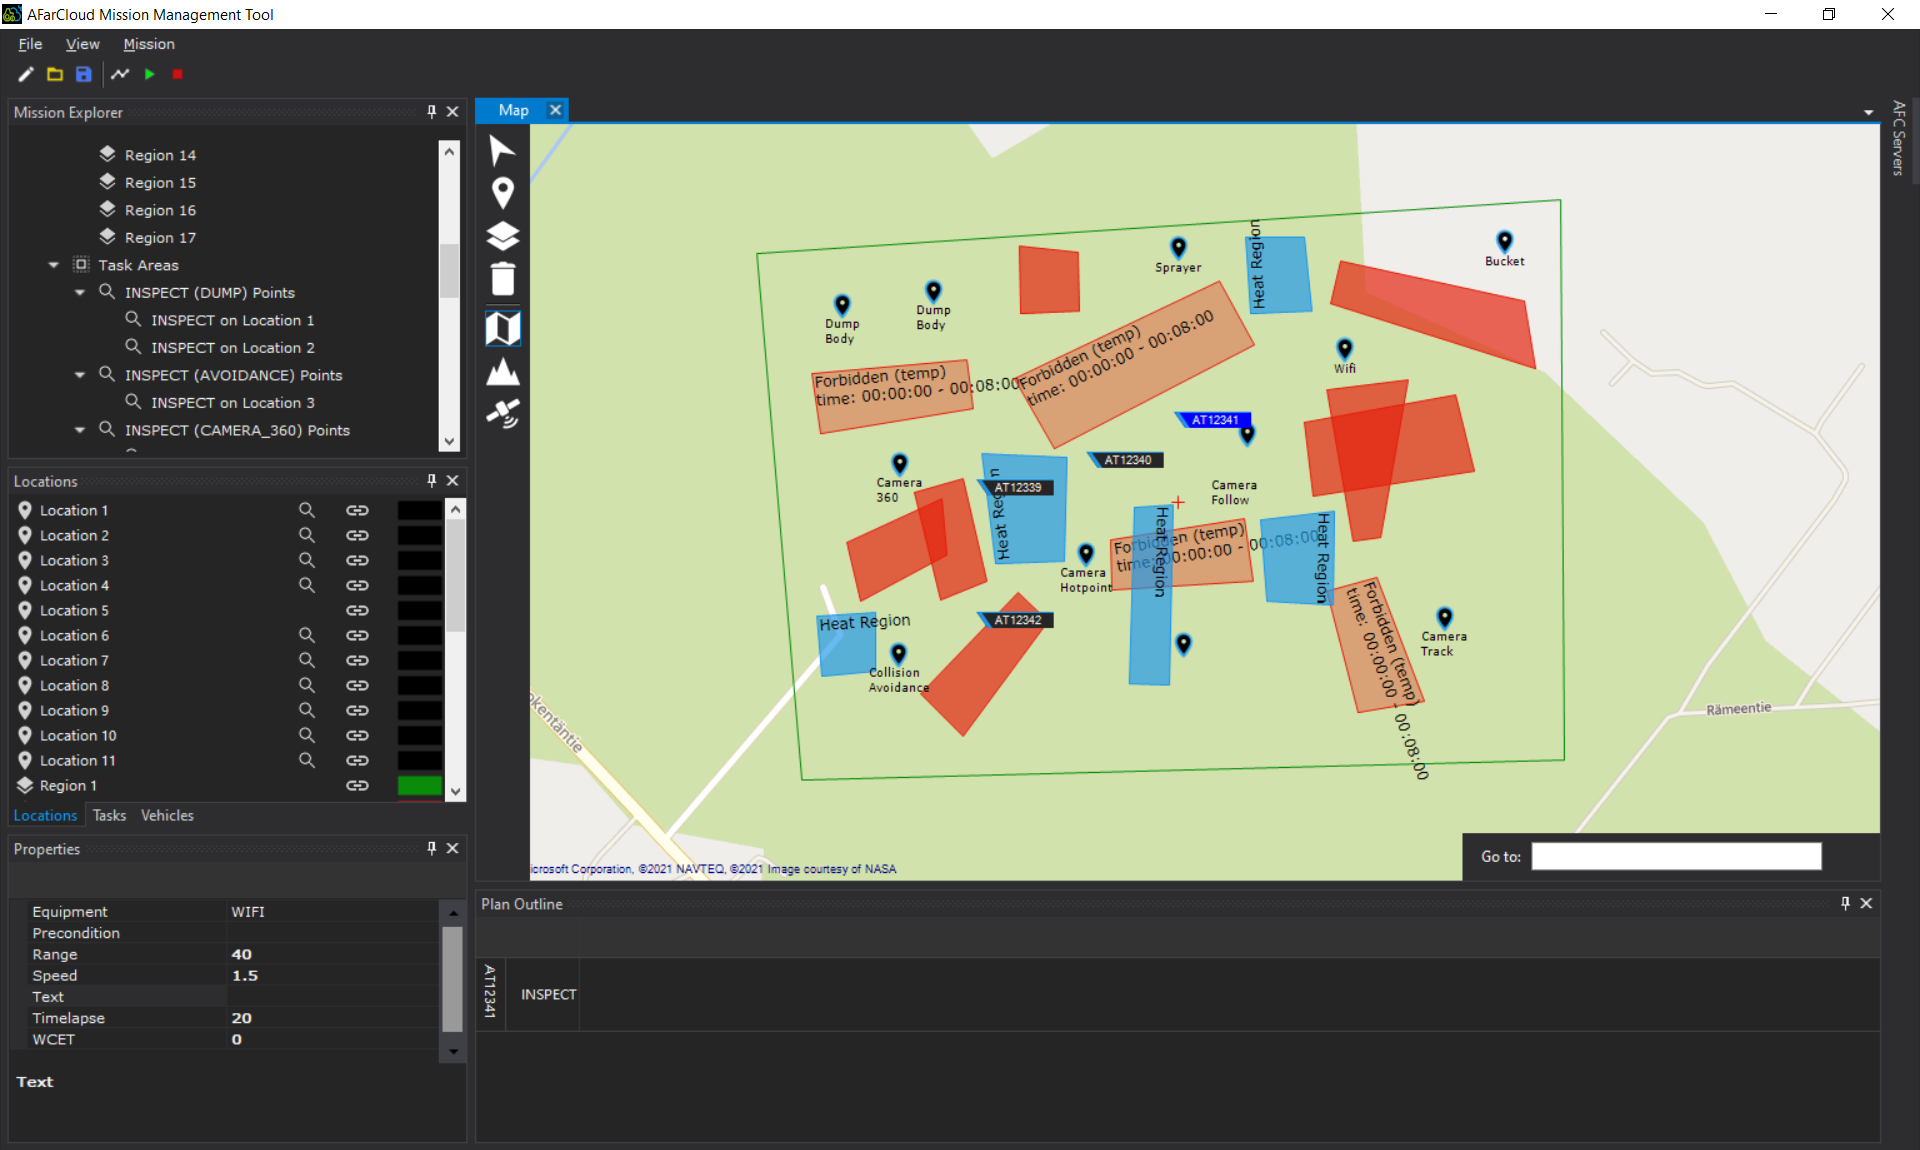 AFarCloud Mission Management Tool
File View Mission
Mission Explorer
Region 14
Region 15
Region 16
Region 17
Task Areas
INSPECT (DUMP) Points
INSPECT on Location 1
INSPECT on Location 2
INSPECT (AVOIDANCE) Points
INSPECT on Location 3
INSPECT (CAMERA_360) Points
Locations
Location 1
Location 2
Location 3
Location 4
Location 5
Location 6
Location 7
Location 8
Location 9
Location 10
Location 11
Region 1
Locations Tasks Vehicles
Properties
Equipment WIFI
Precondition
Range 40
Speed 1.5
Text
Timelapse 20
WCET 0
Text
Map
Sprayer
Heat Region
Bucket
Dump
Body
Dump
Body
Forbidden (temp)
time: 00:00:00 - 00:08:00
Forbidden (temp)
time: 00:00:00 - 00:08:00
Wifi
AT12341
AT12340
Camera
360
AT12339
Heat Region
Camera
Follow
Forbidden (temp)
time: 00:00:00 - 00:08:00
Heat Region
Heat Region
Camera
Hotpoint
Heat Region
AT12342
Collision
Avoidance
Forbidden (temp)
time: 00:00:00 - 00:08:00
Camera
Track
okentäntie
Rämeentie
icrosoft Corporation, ©2021 NAVTEQ, ©2021 Image courtesy of NASA
Go to:
AFC Servers
Plan Outline
AT12341
INSPECT